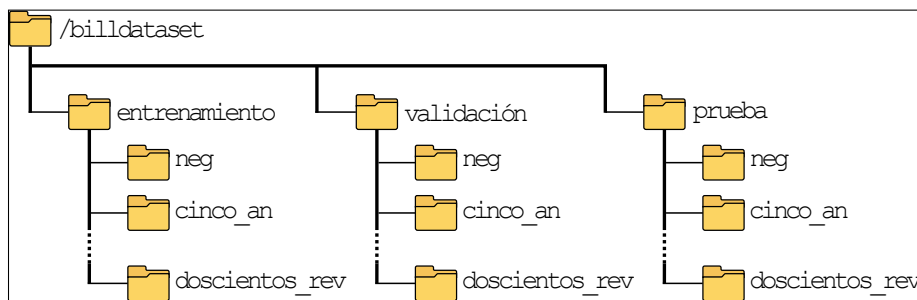 /billdataset
entrenamiento validación prueba
neg neg neg
cinco_an cinco_an cinco_an
doscientos_rev doscientos_rev doscientos_rev